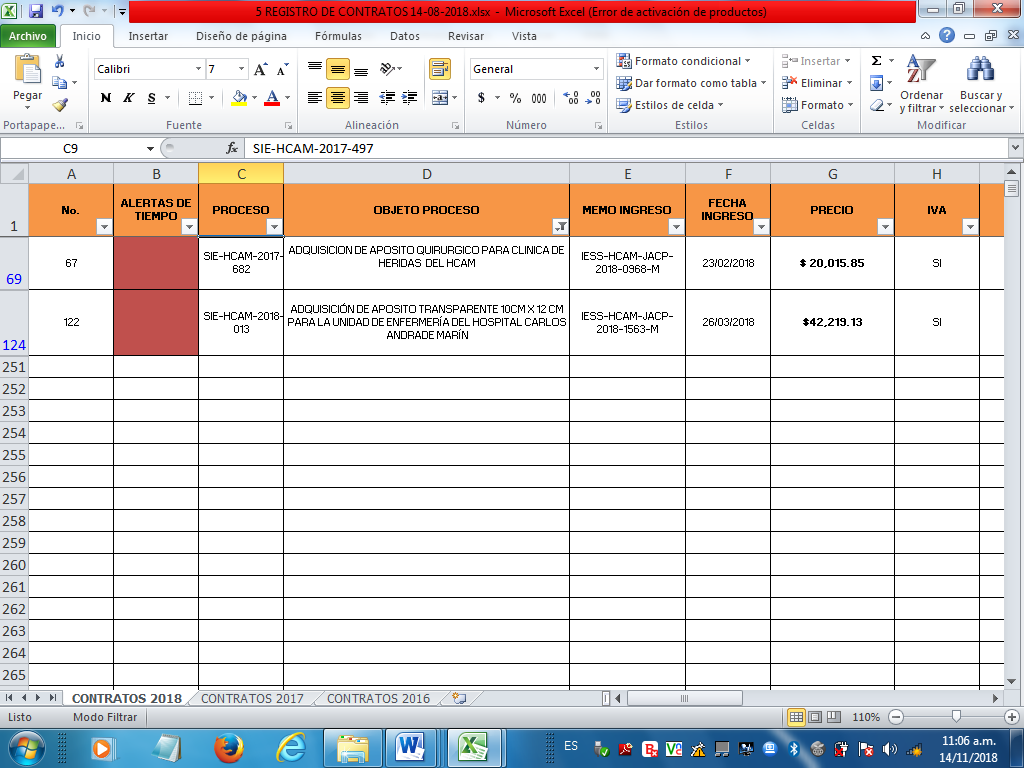 5 REGISTRO DE CONTRATOS 14-08-2018.xlsx - Microsoft Excel (Error de activación de productos)
Archivo Inicio Insertar Diseño de página Fórmulas Datos Revisar Vista
Calibri 7 General Formato condicional Insertar Σ
Pegar Dar formato como tabla Eliminar Ordenar y filtrar Buscar y seleccionar
N K S $ % 000 Estilos de celda Formato
Portapape... Fuente Alineación Número Estilos Celdas Modificar
C9 fx SIE-HCAM-2017-497
A B C D E F G H
1 No. ALERTAS DE TIEMPO PROCESO OBJETO PROCESO MEMO INGRESO FECHA INGRESO PRECIO IVA
69 67 SIE-HCAM-2017-682 ADQUISICION DE APOSITO QUIRURGICO PARA CLINICA DE HERIDAS DEL HCAM IESS-HCAM-JACP-2018-0968-M 23/02/2018 $ 20,015.85 SI
124 122 SIE-HCAM-2018-013 ADQUISICIÓN DE APOSITO TRANSPARENTE 10CM X 12 CM PARA LA UNIDAD DE ENFERMERÍA DEL HOSPITAL CARLOS ANDRADE MARÍN IESS-HCAM-JACP-2018-1563-M 26/03/2018 $42,219.13 SI
251
252
253
254
255
256
257
258
259
260
261
262
263
264
265
CONTRATOS 2018 CONTRATOS 2017 CONTRATOS 2016
Listo Modo Filtrar 110%
ES 11:06 a.m.
14/11/2018